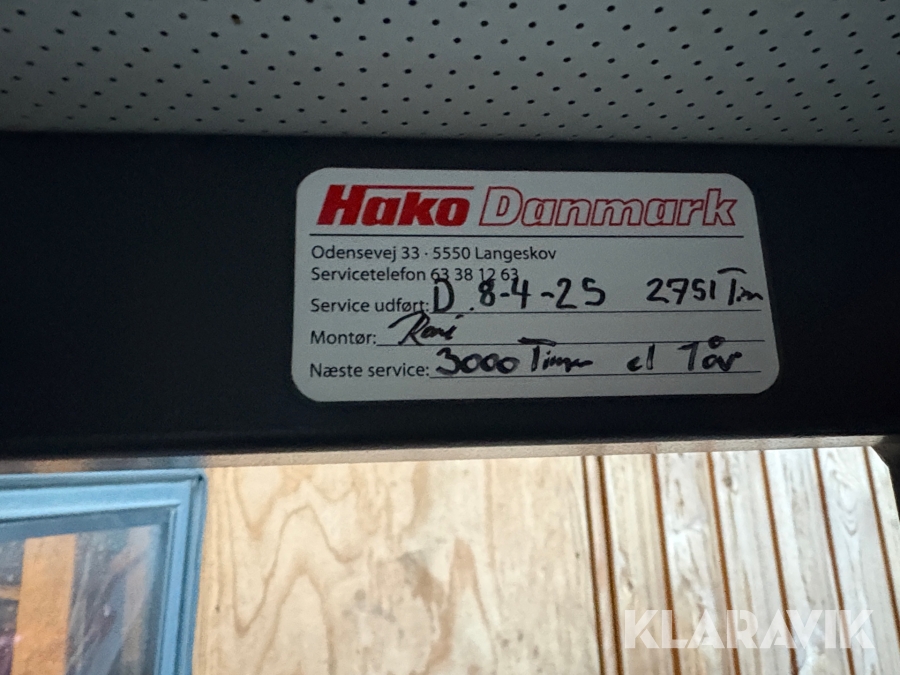 Hako Danmark
Odensevej 33 · 5550 Langeskov
Servicetelefon 63 38 12 63
Service udført: D. 8-4-25 2751 Tim
Montør: René
Næste service: 3000 Timer el 1 år
KLARAVIK